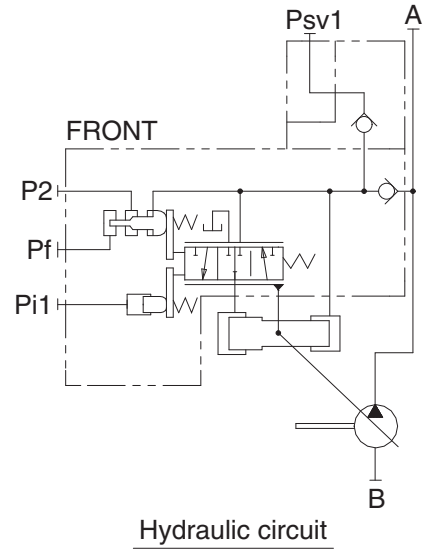 Psv1 A
FRONT
P2
Pf
Pi1
B
Hydraulic circuit